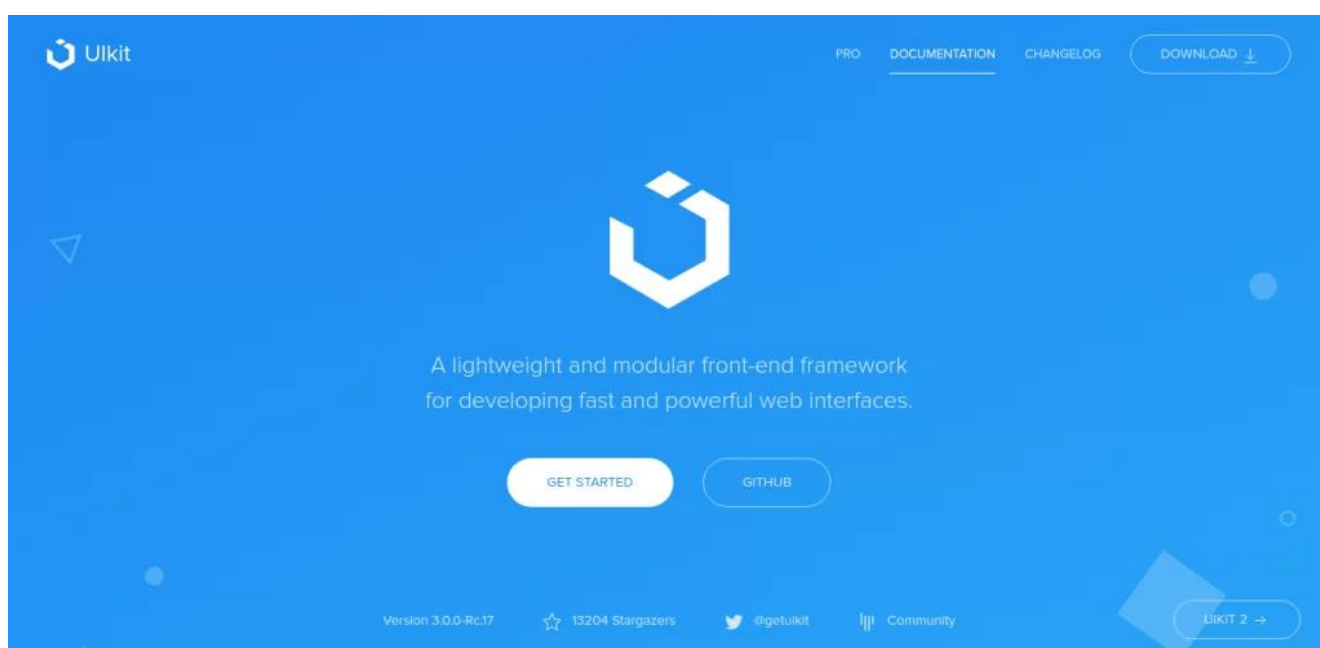 UIkit
PRO DOCUMENTATION CHANGELOG DOWNLOAD
A lightweight and modular front-end framework
for developing fast and powerful web interfaces.
GET STARTED GITHUB
Version 3.0.0-Rc.17 13204 Stargazers @getuikit Community UIKIT 2 →